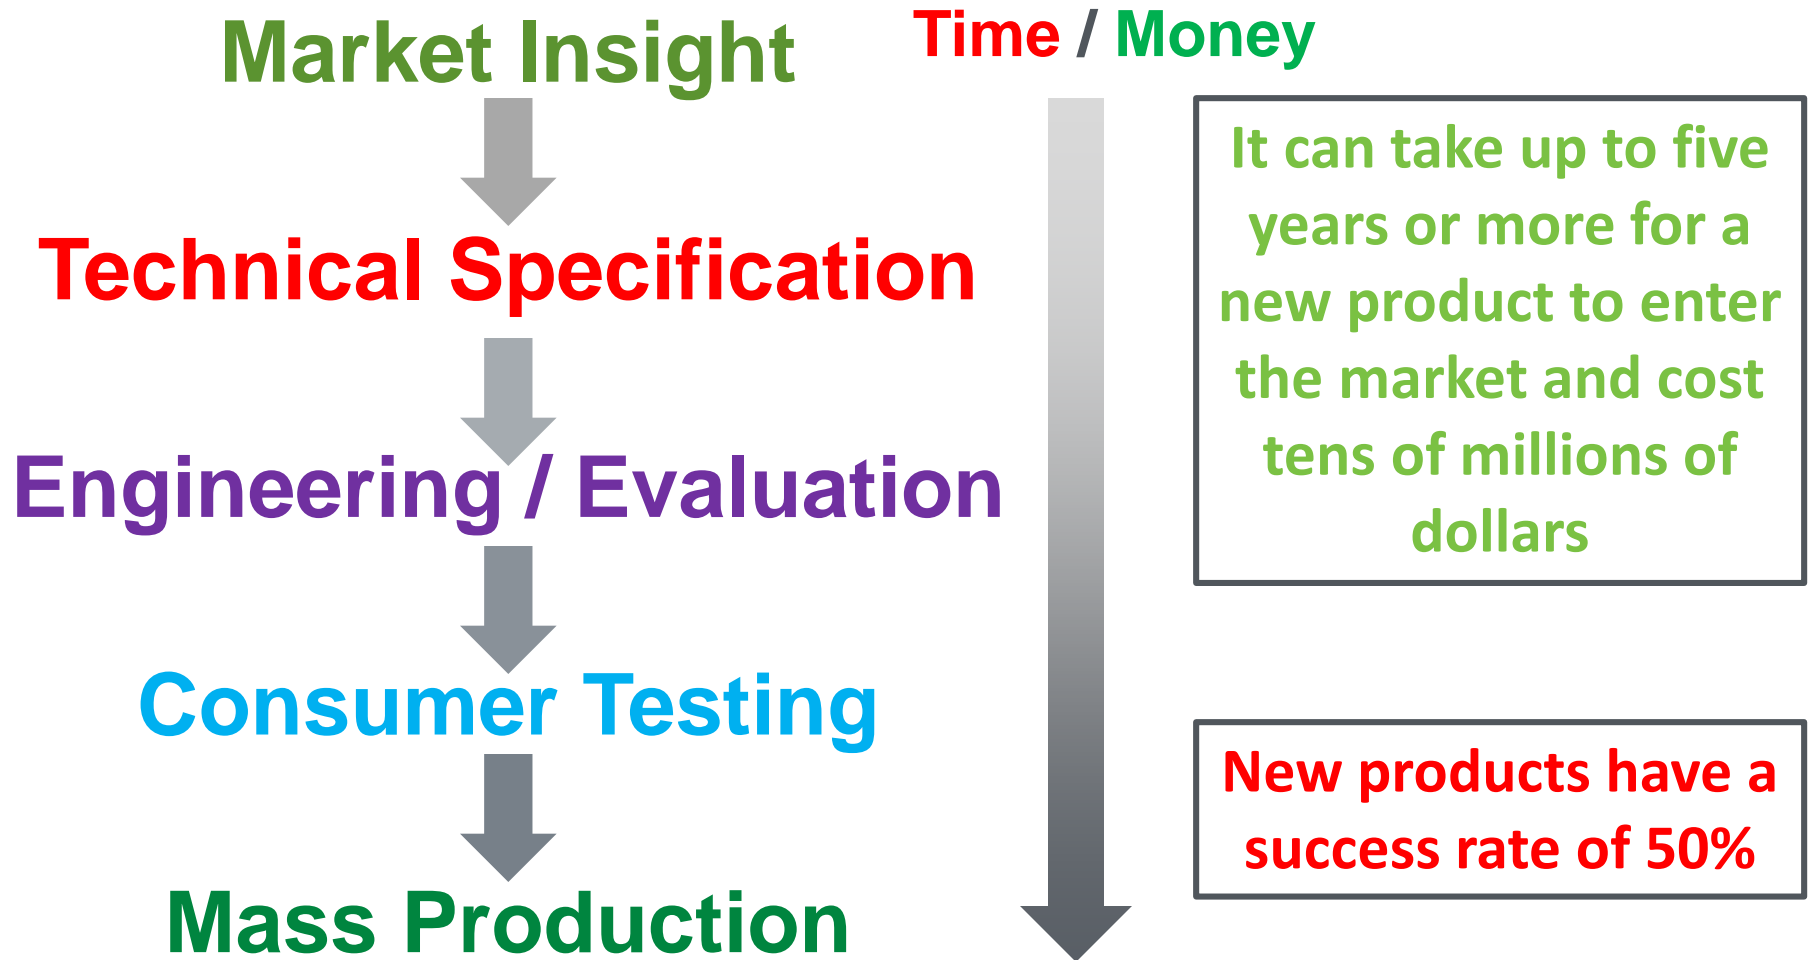 Market Insight
Technical Specification
Engineering / Evaluation
Consumer Testing
Mass Production
Time / Money
It can take up to five
years or more for a
new product to enter
the market and cost
tens of millions of
dollars
New products have a
success rate of 50%